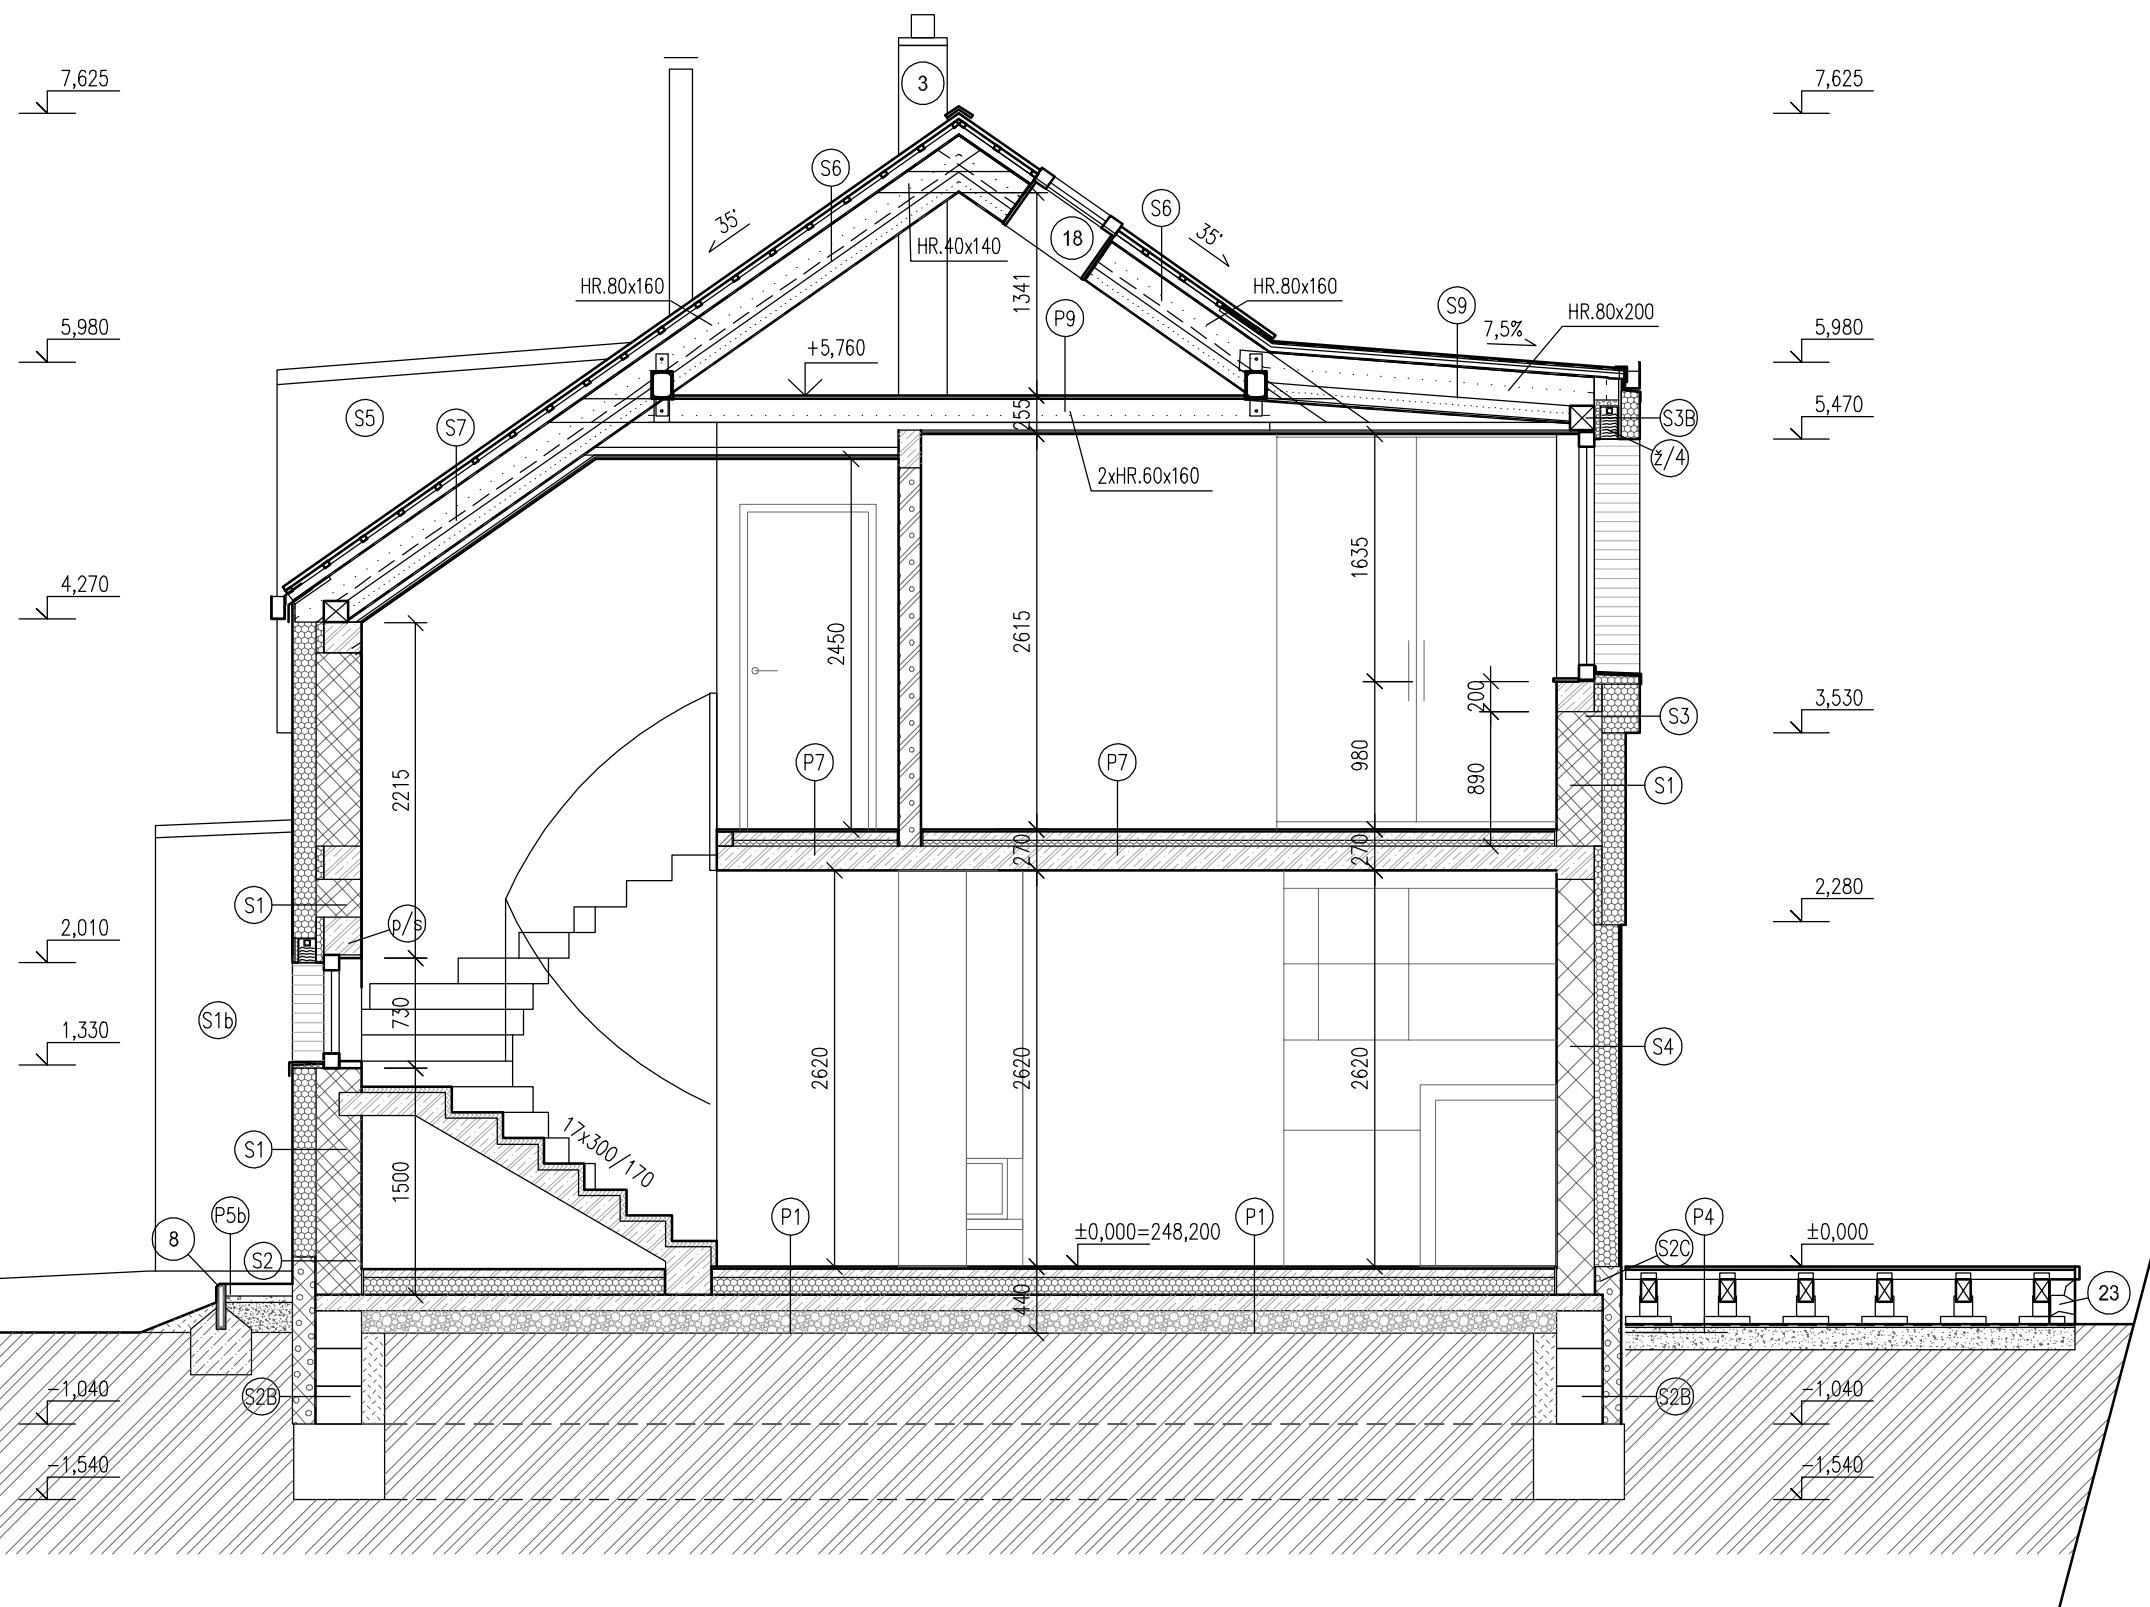 3
7,625
7,625
S6
S6
35°
35°
18
HR.40x140
HR.80x160
HR.80x160
1341
S9
HR.80x200
P9
5,980
5,980
7,5%
+5,760
S5
S7
255
5,470
S3B
ž/4
2xHR.60x160
4,270
1635
2450
2615
200
S3
3,530
P7
P7
2215
980
890
S1
270
270
S1
p/s
2,280
2,010
730
S1b
1,330
2620
2620
2620
S4
S1
17x300/170
1500
P5b
P1
P1
P4
8
±0,000=248,200
±0,000
S2
S2C
440
23
-1,040
S2B
S2B
-1,040
-1,540
-1,540